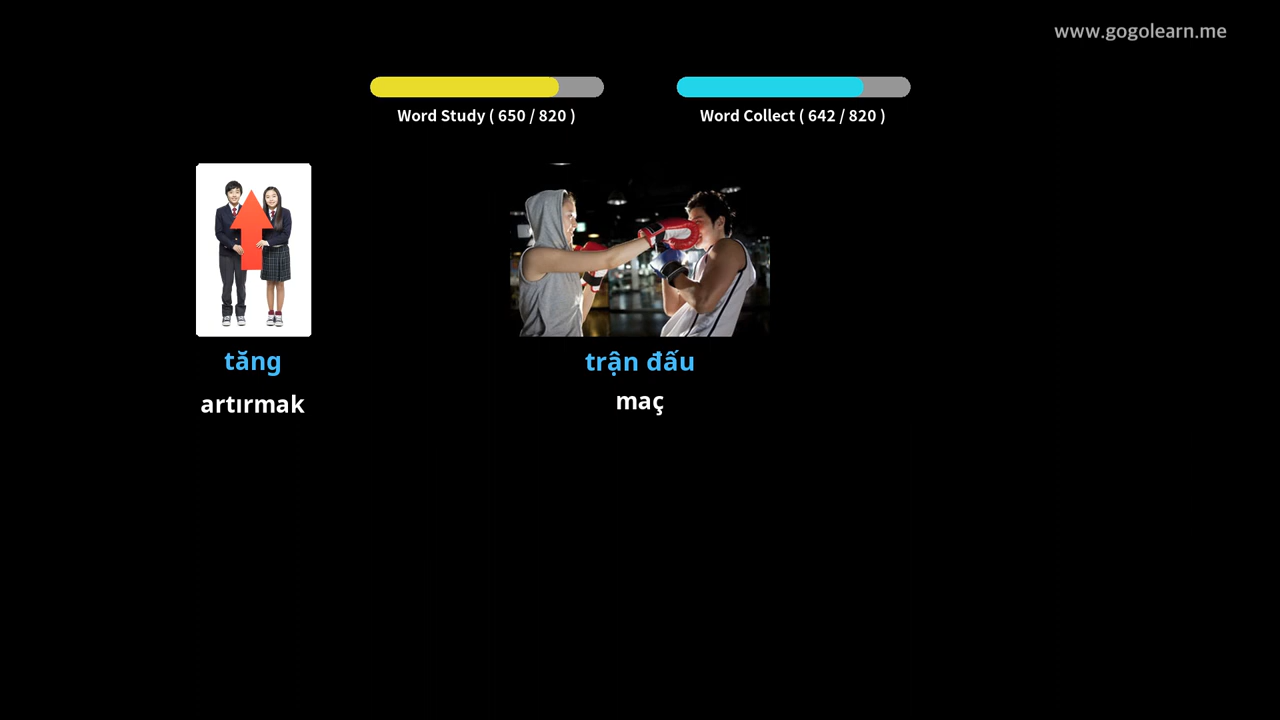 www.gogolearn.me
Word Study ( 650 / 820 )
Word Collect ( 642 / 820 )
tăng
artırmak
trận đấu
maç